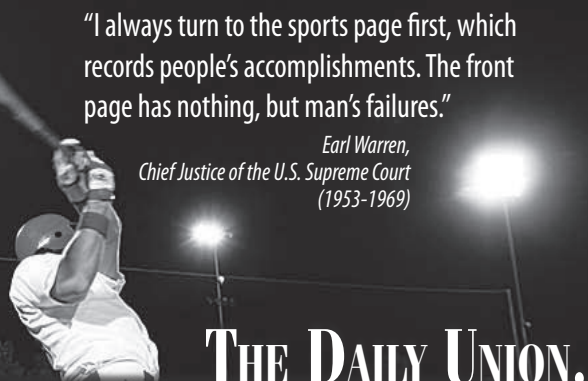 “I always turn to the sports page first, which
records people’s accomplishments. The front
page has nothing, but man’s failures.”
Earl Warren,
Chief Justice of the U.S. Supreme Court
(1953-1969)
THE DAILY UNION.